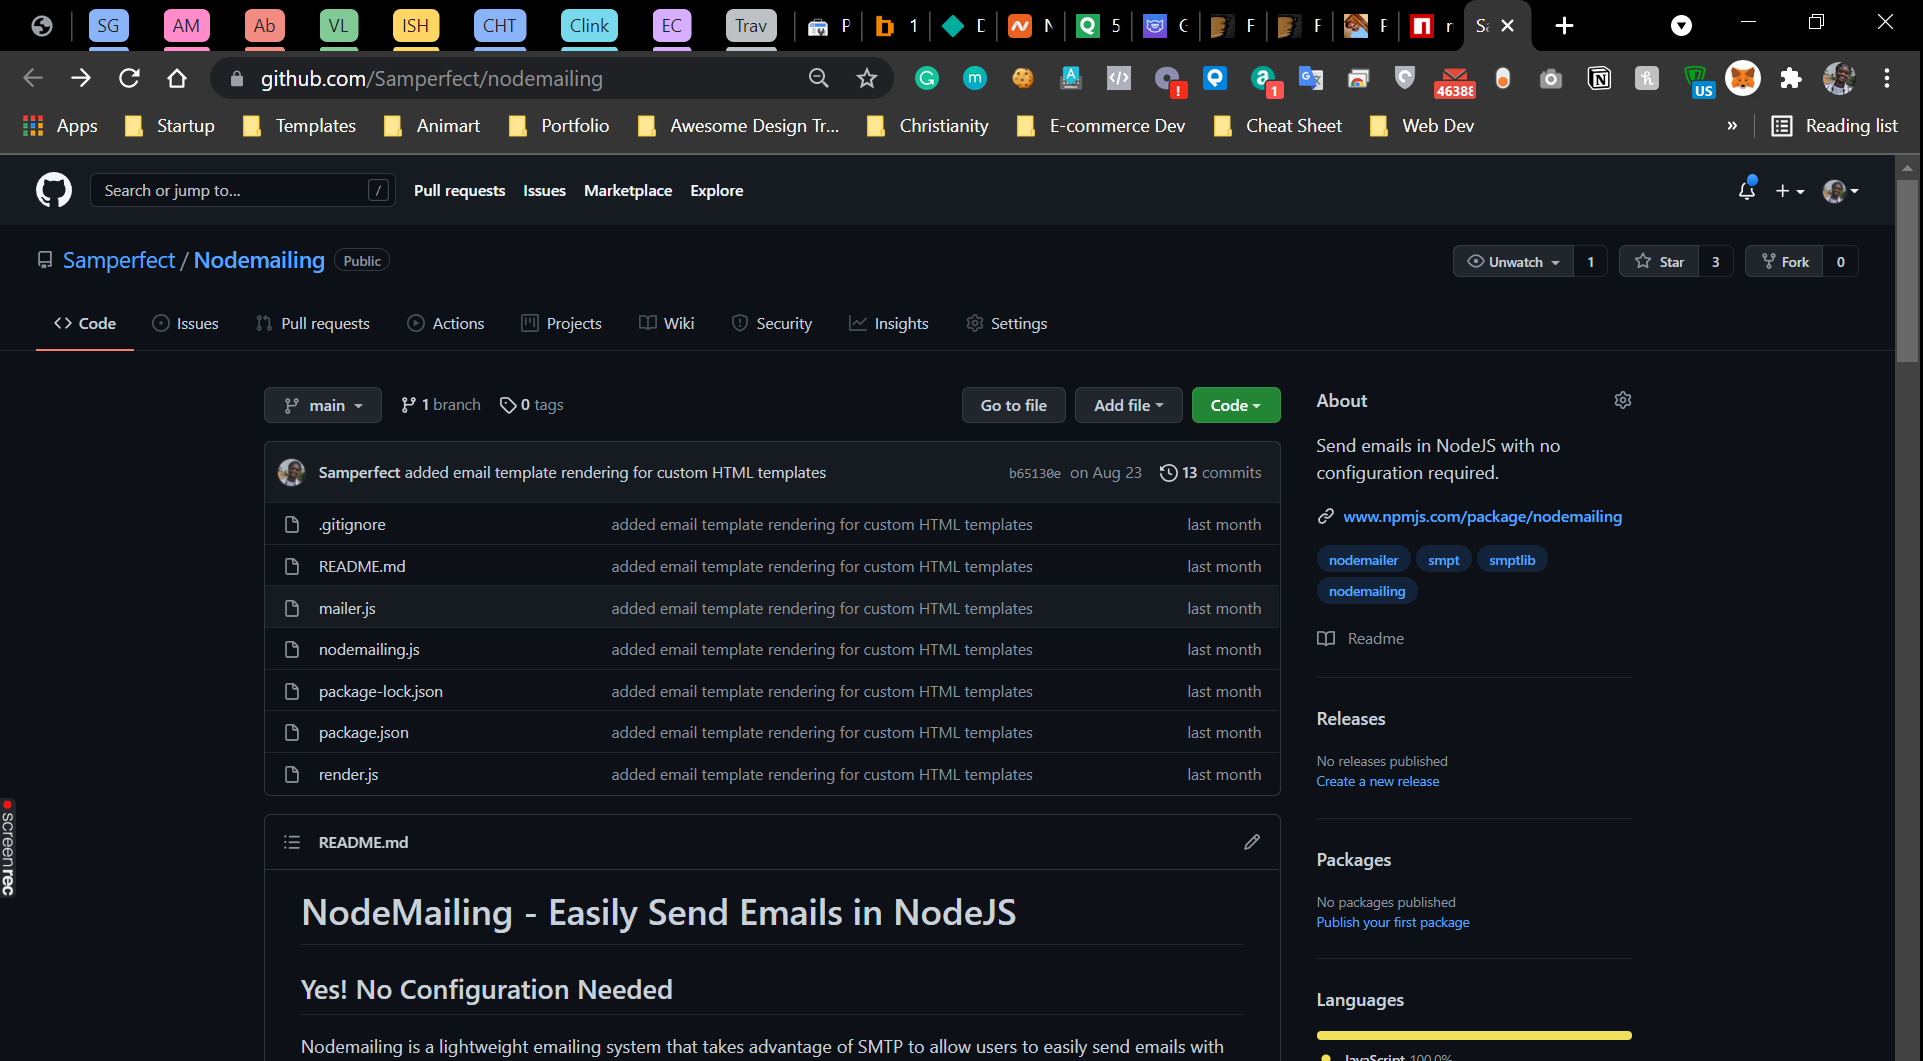 SG AM Ab VL ISH CHT Clink EC Trav P 1 D N 5 G F F F n Sa
github.com/Samperfect/nodemailing
! 1 46388 US
Apps Startup Templates Animart Portfolio Awesome Design Tr... Christianity E-commerce Dev Cheat Sheet Web Dev » Reading list
Search or jump to... / Pull requests Issues Marketplace Explore
Samperfect / Nodemailing Public Unwatch 1 Star 3 Fork 0
Code Issues Pull requests Actions Projects Wiki Security Insights Settings
main 1 branch 0 tags Go to file Add file Code
Samperfect added email template rendering for custom HTML templates b65130e on Aug 23 13 commits
.gitignore added email template rendering for custom HTML templates last month
README.md added email template rendering for custom HTML templates last month
mailer.js added email template rendering for custom HTML templates last month
nodemailing.js added email template rendering for custom HTML templates last month
package-lock.json added email template rendering for custom HTML templates last month
package.json added email template rendering for custom HTML templates last month
render.js added email template rendering for custom HTML templates last month
README.md
NodeMailing - Easily Send Emails in NodeJS
Yes! No Configuration Needed
Nodemailing is a lightweight emailing system that takes advantage of SMTP to allow users to easily send emails with
About
Send emails in NodeJS with no
configuration required.
www.npmjs.com/package/nodemailing
nodemailer smpt smptlib
nodemailing
Readme
Releases
No releases published
Create a new release
Packages
No packages published
Publish your first package
Languages
JavaScript 100.0%
screenrec